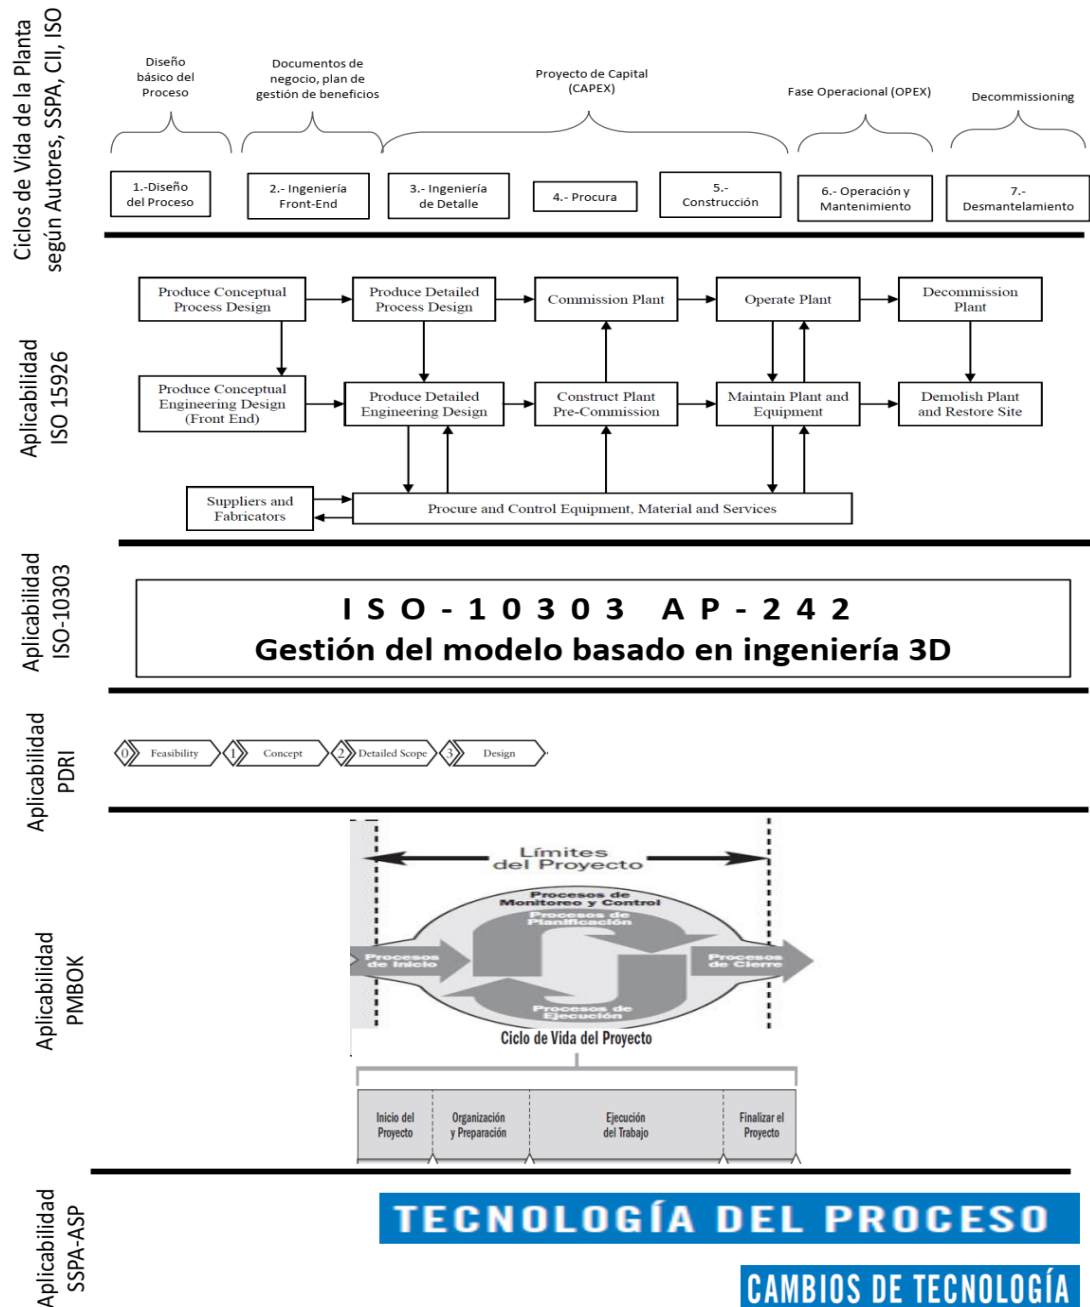 Ciclos de Vida de la Planta
según Autores, SSPA, CII, ISO
Diseño
básico del
Proceso
Documentos de
negocio, plan de
gestión de beneficios
Proyecto de Capital
(CAPEX)
Fase Operacional (OPEX)
Decommissioning
1.-Diseño
del Proceso
2.- Ingeniería
Front-End
3.- Ingeniería
de Detalle
4.- Procura
5.-
Construcción
6.- Operación y
Mantenimiento
7.-
Desmantelamiento
Aplicabilidad
ISO 15926
Produce Conceptual
Process Design
Produce Detailed
Process Design
Commission Plant
Operate Plant
Decommission
Plant
Produce Conceptual
Engineering Design
(Front End)
Produce Detailed
Engineering Design
Construct Plant
Pre-Commission
Maintain Plant and
Equipment
Demolish Plant
and Restore Site
Suppliers and
Fabricators
Procure and Control Equipment, Material and Services
Aplicabilidad
ISO-10303
ISO-10303 AP-242
Gestión del modelo basado en ingeniería 3D
Aplicabilidad
PDRI
0 Feasibility 1 Concept 2 Detailed Scope 3 Design
Aplicabilidad
PMBOK
Límites
del Proyecto
Procesos de
Monitoreo y Control
Procesos de
Planificación
Procesos
de Inicio
Procesos
de Cierre
Procesos de
Ejecución
Ciclo de Vida del Proyecto
Inicio del
Proyecto
Organización
y Preparación
Ejecución
del Trabajo
Finalizar el
Proyecto
Aplicabilidad
SSPA-ASP
TECNOLOGÍA DEL PROCESO
CAMBIOS DE TECNOLOGÍA